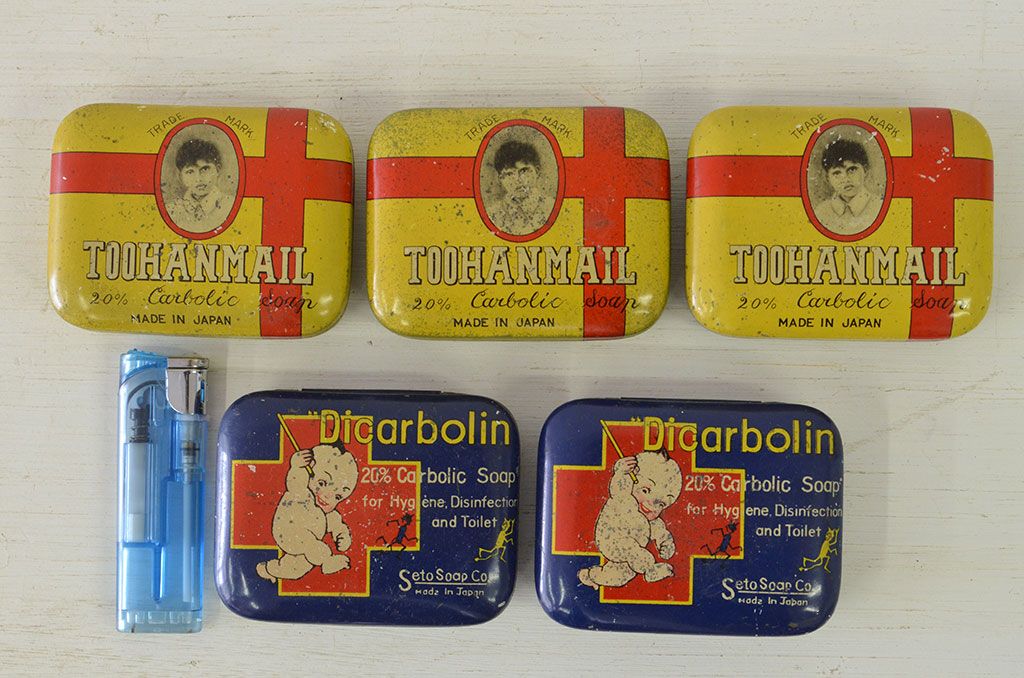 TRADE MARK
TOOHANMAIL
20% Carbolic Soap
MADE IN JAPAN
TRADE MARK
TOOHANMAIL
20% Carbolic Soap
MADE IN JAPAN
TRADE MARK
TOOHANMAIL
20% Carbolic Soap
MADE IN JAPAN
"Dicarbolin
20% Carbolic Soap"
for Hygiene, Disinfection
and Toilet
Seto Soap Co.
Made In Japan
"Dicarbolin
20% Carbolic Soap"
for Hygiene, Disinfection
and Toilet
Seto Soap Co.
Made In Japan